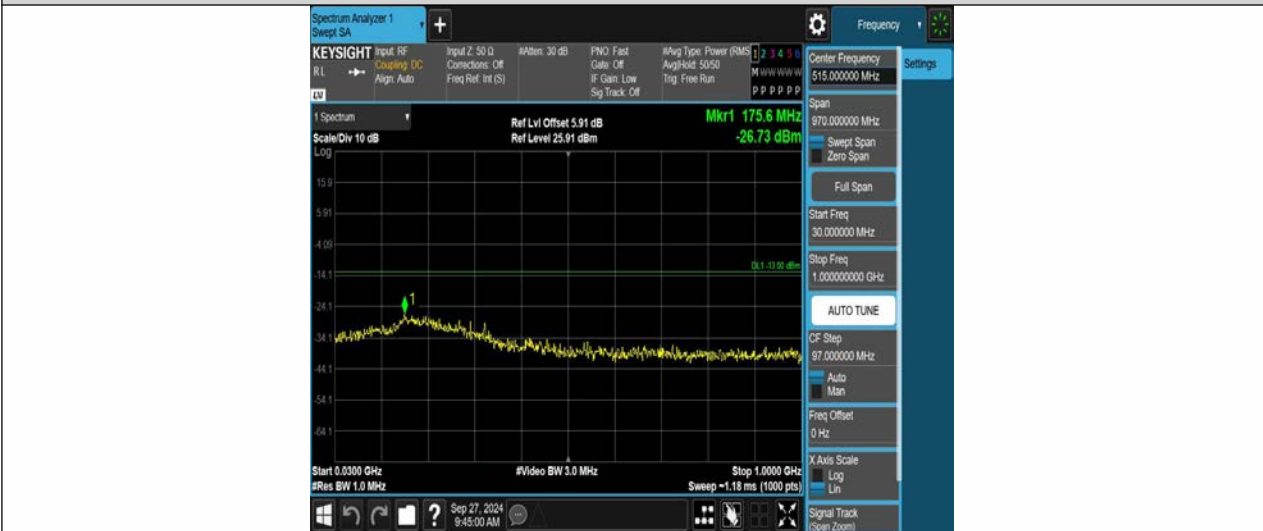 Spectrum Analyzer 1
Swept SA
+
Frequency
KEYSIGHT
RL
Input: RF
Coupling: DC
Align: Auto
Input Z: 50 Ω
Corrections: Off
Freq Ref: Int (S)
#Atten: 30 dB
PNO: Fast
Gate: Off
IF Gain: Low
Sig Track: Off
#Avg Type: Power (RMS
Avg|Hold: 50/50
Trig: Free Run
1 2 3 4 5 6
M W W W W W
P P P P P P
1 Spectrum
Scale/Div 10 dB
Log
Ref Lvl Offset 5.91 dB
Ref Level 25.91 dBm
Mkr1 175.6 MHz
-26.73 dBm
15.9
5.91
-4.09
-14.1
-24.1
-34.1
-44.1
-54.1
-64.1
DL1 -13.00 dBm
1
Start 0.0300 GHz
#Res BW 1.0 MHz
#Video BW 3.0 MHz
Stop 1.0000 GHz
Sweep ~1.18 ms (1000 pts)
?
Sep 27, 2024
9:45:00 AM
Settings
Center Frequency
515.000000 MHz
Span
970.000000 MHz
Swept Span
Zero Span
Full Span
Start Freq
30.000000 MHz
Stop Freq
1.000000000 GHz
AUTO TUNE
CF Step
97.000000 MHz
Auto
Man
Freq Offset
0 Hz
X Axis Scale
Log
Lin
Signal Track
(Span Zoom)